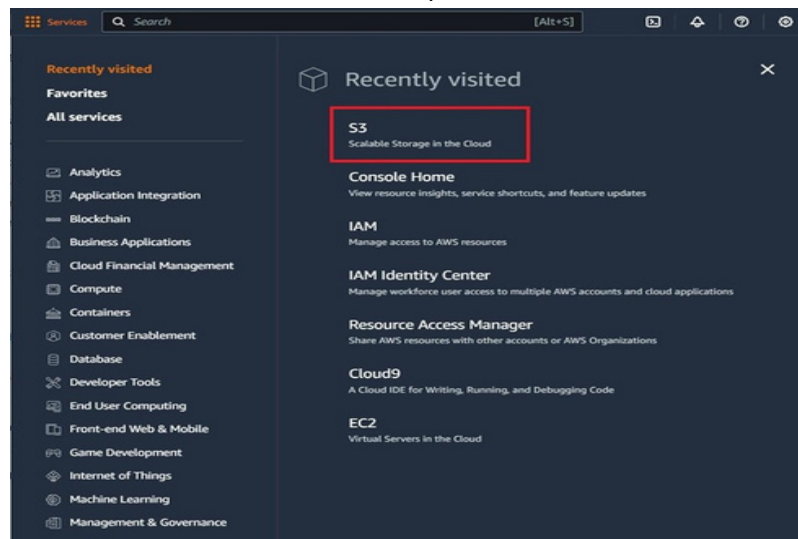 Services
Search
[Alt+S]
Recently visited
Favorites
All services
Analytics
Application Integration
Blockchain
Business Applications
Cloud Financial Management
Compute
Containers
Customer Enablement
Database
Developer Tools
End User Computing
Front-end Web & Mobile
Game Development
Internet of Things
Machine Learning
Management & Governance
Recently visited
S3
Scalable Storage in the Cloud
Console Home
View resource insights, service shortcuts, and feature updates
IAM
Manage access to AWS resources
IAM Identity Center
Manage workforce user access to multiple AWS accounts and cloud applications
Resource Access Manager
Share AWS resources with other accounts or AWS Organizations
Cloud9
A Cloud IDE for Writing, Running, and Debugging Code
EC2
Virtual Servers in the Cloud